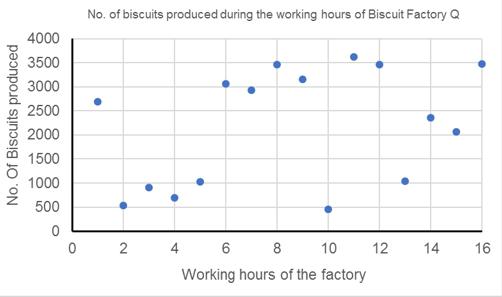 No. of biscuits produced during the working hours of Biscuit Factory Q
No. Of Biscuits produced
4000
3500
3000
2500
2000
1500
1000
500
0
0 2 4 6 8 10 12 14 16
Working hours of the factory